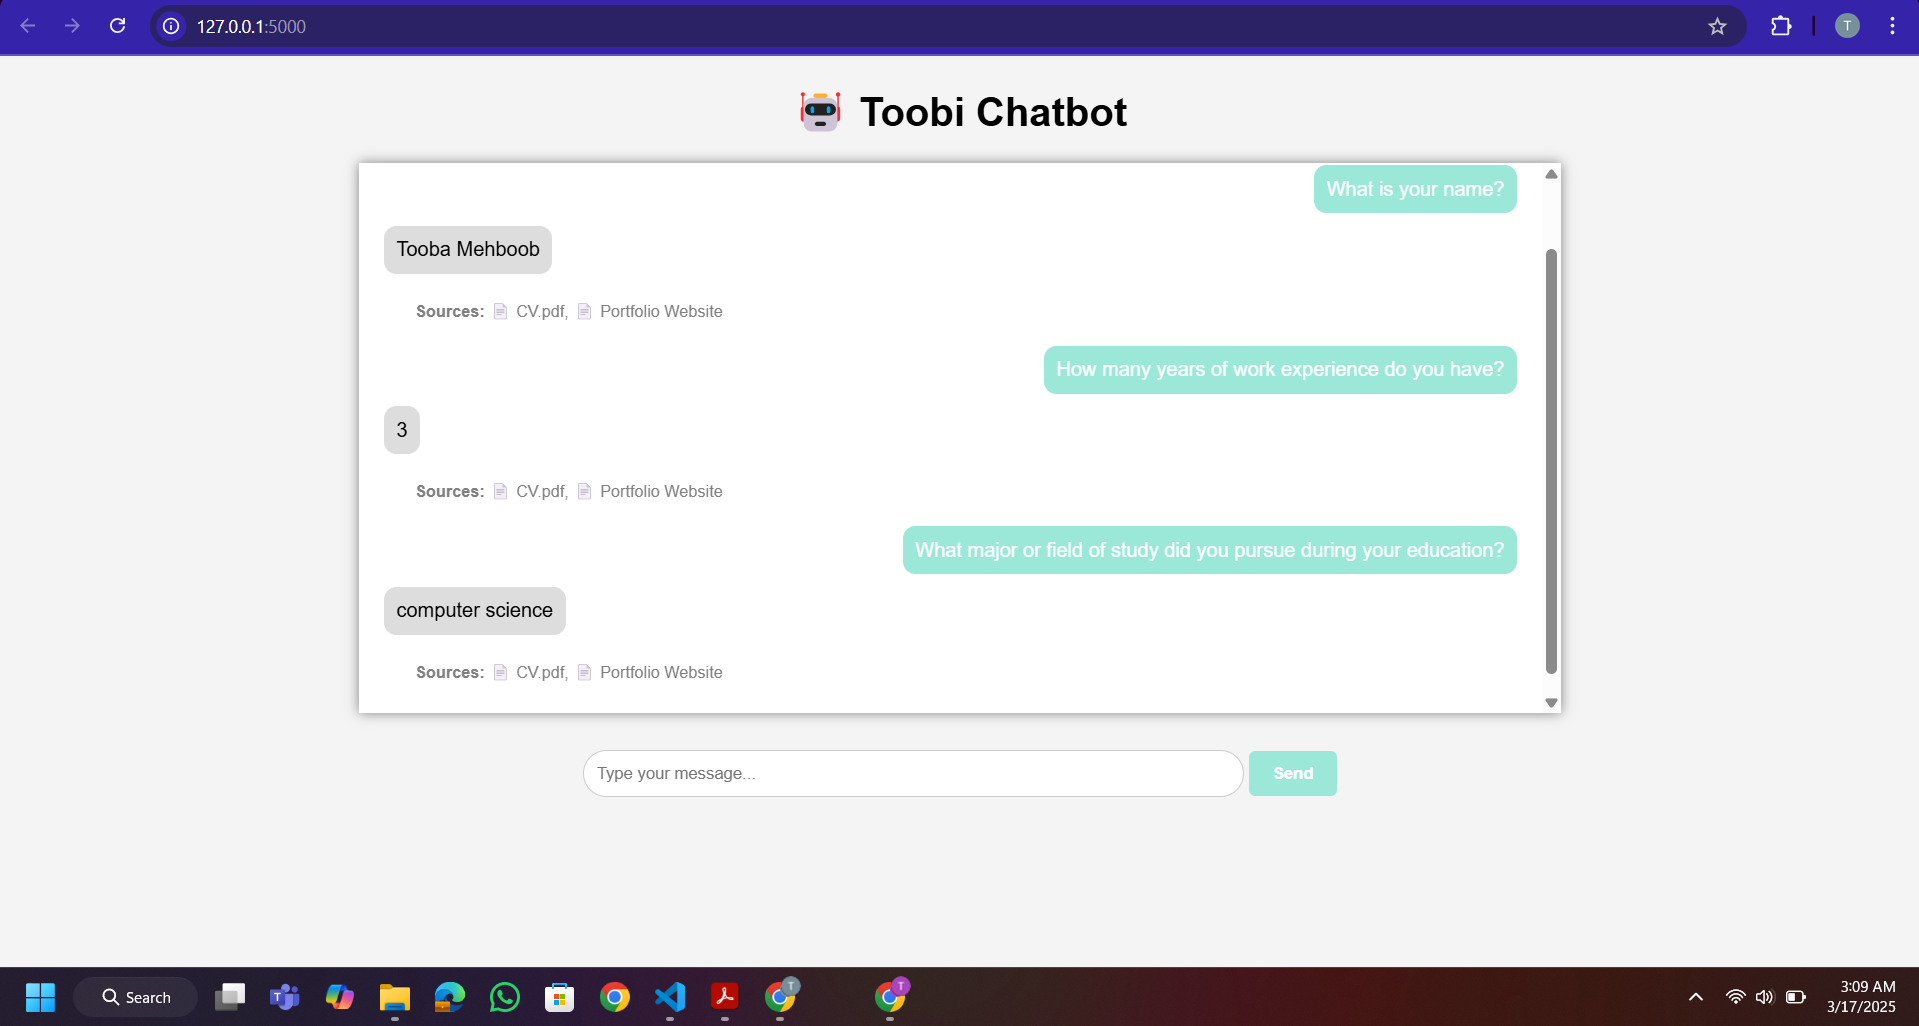 127.0.0.1:5000
T
Toobi Chatbot
What is your name?
Tooba Mehboob
Sources: CV.pdf, Portfolio Website
How many years of work experience do you have?
3
Sources: CV.pdf, Portfolio Website
What major or field of study did you pursue during your education?
computer science
Sources: CV.pdf, Portfolio Website
Type your message...
Send
Search
T
T
T
3:09 AM
3/17/2025